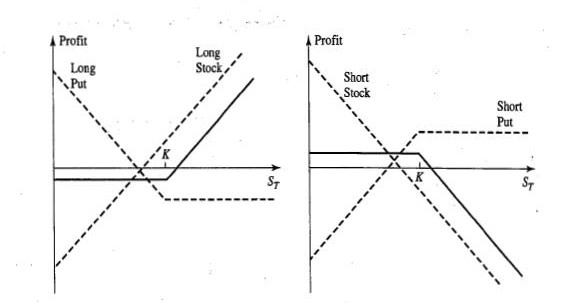 Profit
Long
Put
Long
Stock
K
S_T
Profit
Short
Stock
Short
Put
K
S_T